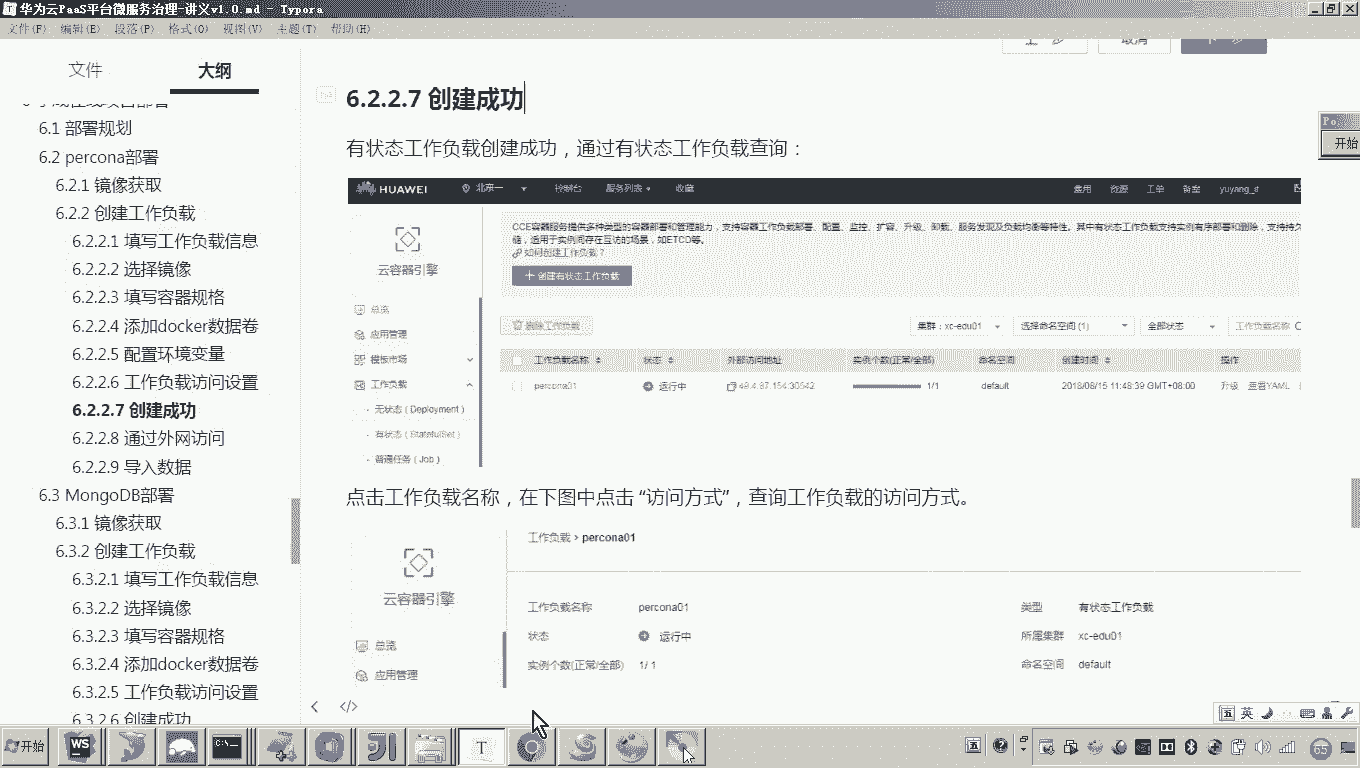 华为云PaaS平台微服务治理-讲义v1.0.md - Typora
文件(F) 编辑(E) 段落(P) 格式(O) 视图(V) 主题(T) 帮助(H)
文件 大纲
6.1 部署规划
6.2 percona部署
6.2.1 镜像获取
6.2.2 创建工作负载
6.2.2.1 填写工作负载信息
6.2.2.2 选择镜像
6.2.2.3 填写容器规格
6.2.2.4 添加docker数据卷
6.2.2.5 配置环境变量
6.2.2.6 工作负载访问设置
6.2.2.7 创建成功
6.2.2.8 通过外网访问
6.2.2.9 导入数据
6.3 MongoDB部署
6.3.1 镜像获取
6.3.2 创建工作负载
6.3.2.1 填写工作负载信息
6.3.2.2 选择镜像
6.3.2.3 填写容器规格
6.3.2.4 添加docker数据卷
6.3.2.5 工作负载访问设置
6.3.2.6 创建成功
6.2.2.7 创建成功
有状态工作负载创建成功，通过有状态工作负载查询：
HUAWEI 北京一 控制台 服务列表 收藏 费用 资源 工单 备案
CCE容器服务提供多种类型的容器部署和管理能力，支持容器工作负载部署、配置、监控、扩容、升级、卸载、服务发现及负载均衡等特性。其中有状态工作负载支持实例有序部署和删除，支持持久
储，适用于实例间存在互访的场景，如ETCD等。
如何创建工作负载？
+ 创建有状态工作负载
云容器引擎
总览
应用管理
模板市场
工作负载
无状态（Deployment）
有状态（StatefulSet）
普通任务（Job）
删除工作负载 集群：xc-edu01 选择命名空间 (1) 全部状态 工作负载名称
工作负载名称 状态 外部访问地址 实例个数(正常/全部) 命名空间 创建时间 操作
percona01 运行中 1/1 default 2018/08/15 11:48:39 GMT+08:00 升级
点击工作负载名称，在下图中点击 “访问方式”，查询工作负载的访问方式。
云容器引擎
总览
应用管理
工作负载 > percona01
工作负载名称 percona01 类型 有状态工作负载
状态 运行中 所属集群 xc-edu01
实例个数(正常/全部) 1/1 命名空间 default
开始
开始
WS
T
五 英
65